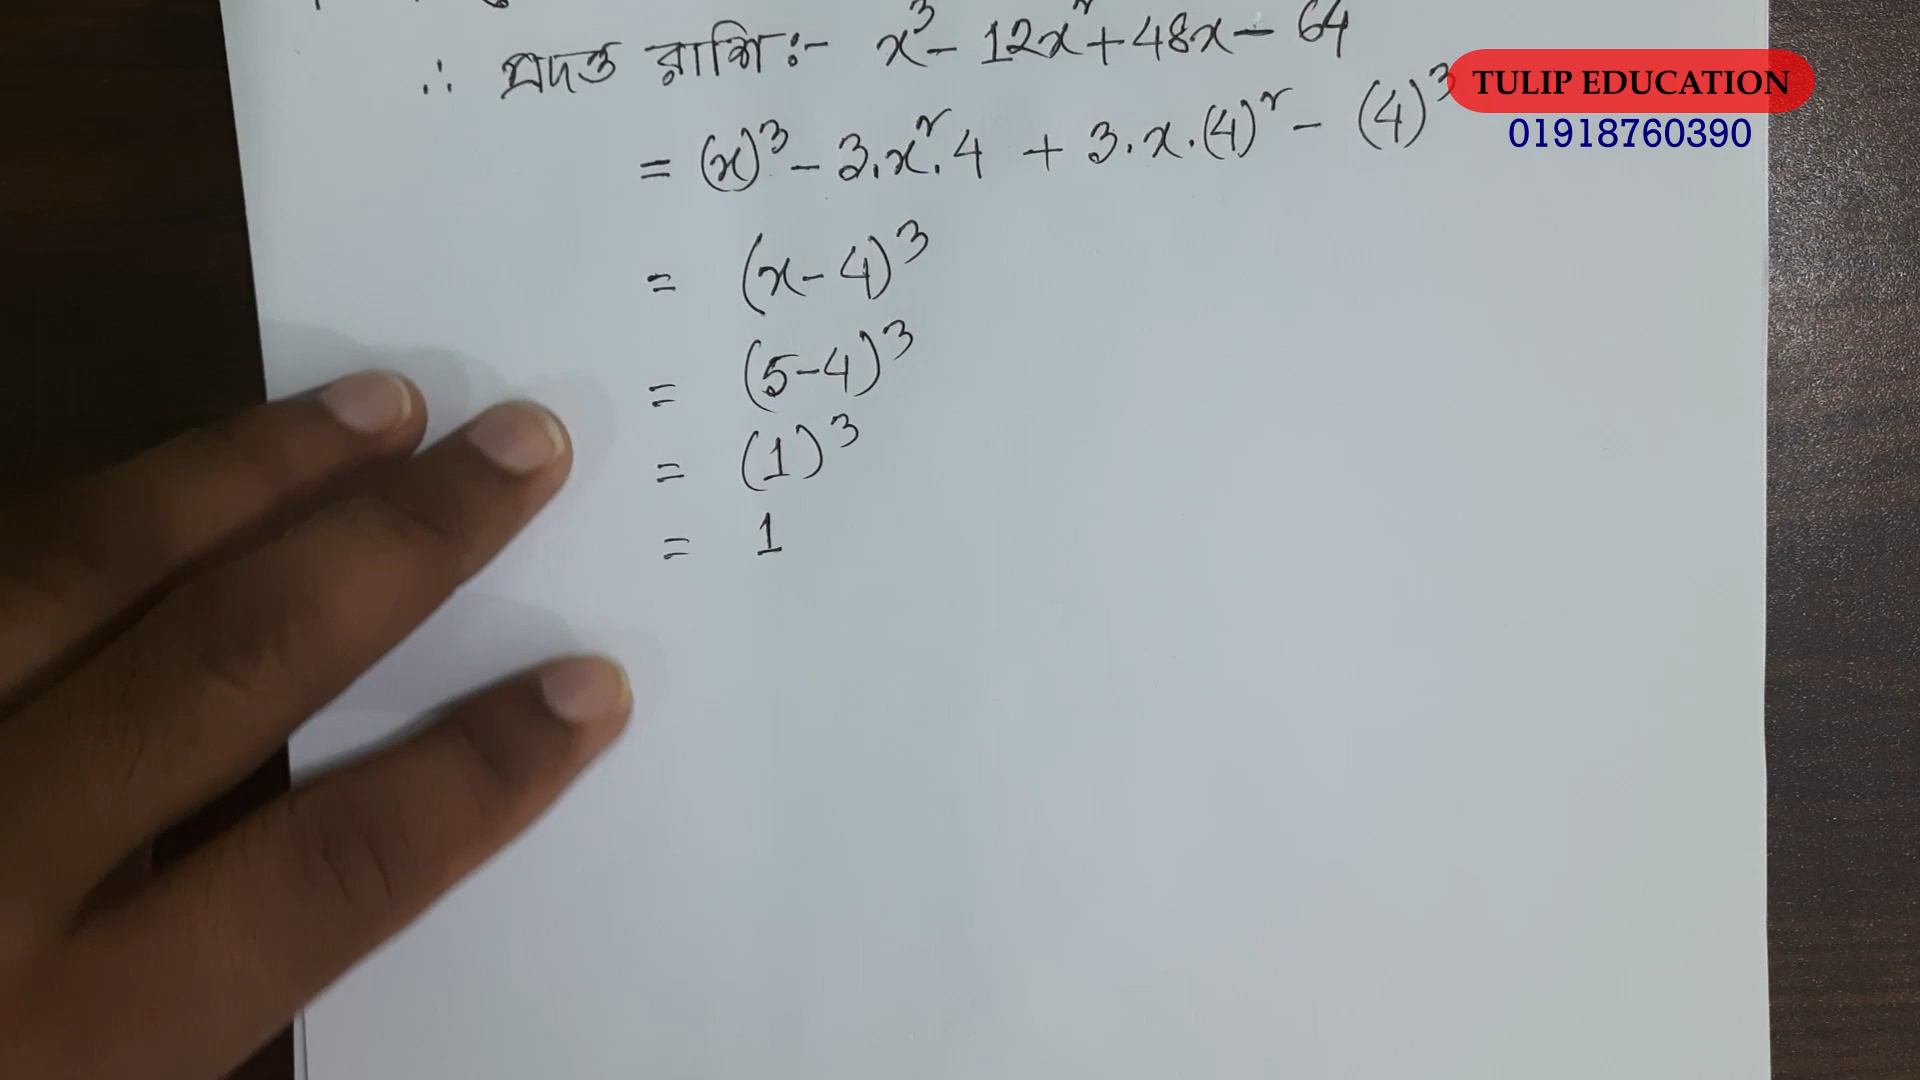 ∴ প্রদত্ত রাশি:- x³ - 12x² + 48x - 64
= (x)³ - 3.x².4 + 3.x.(4)² - (4)³
= (x-4)³
= (5-4)³
= (1)³
= 1
TULIP EDUCATION
01918760390